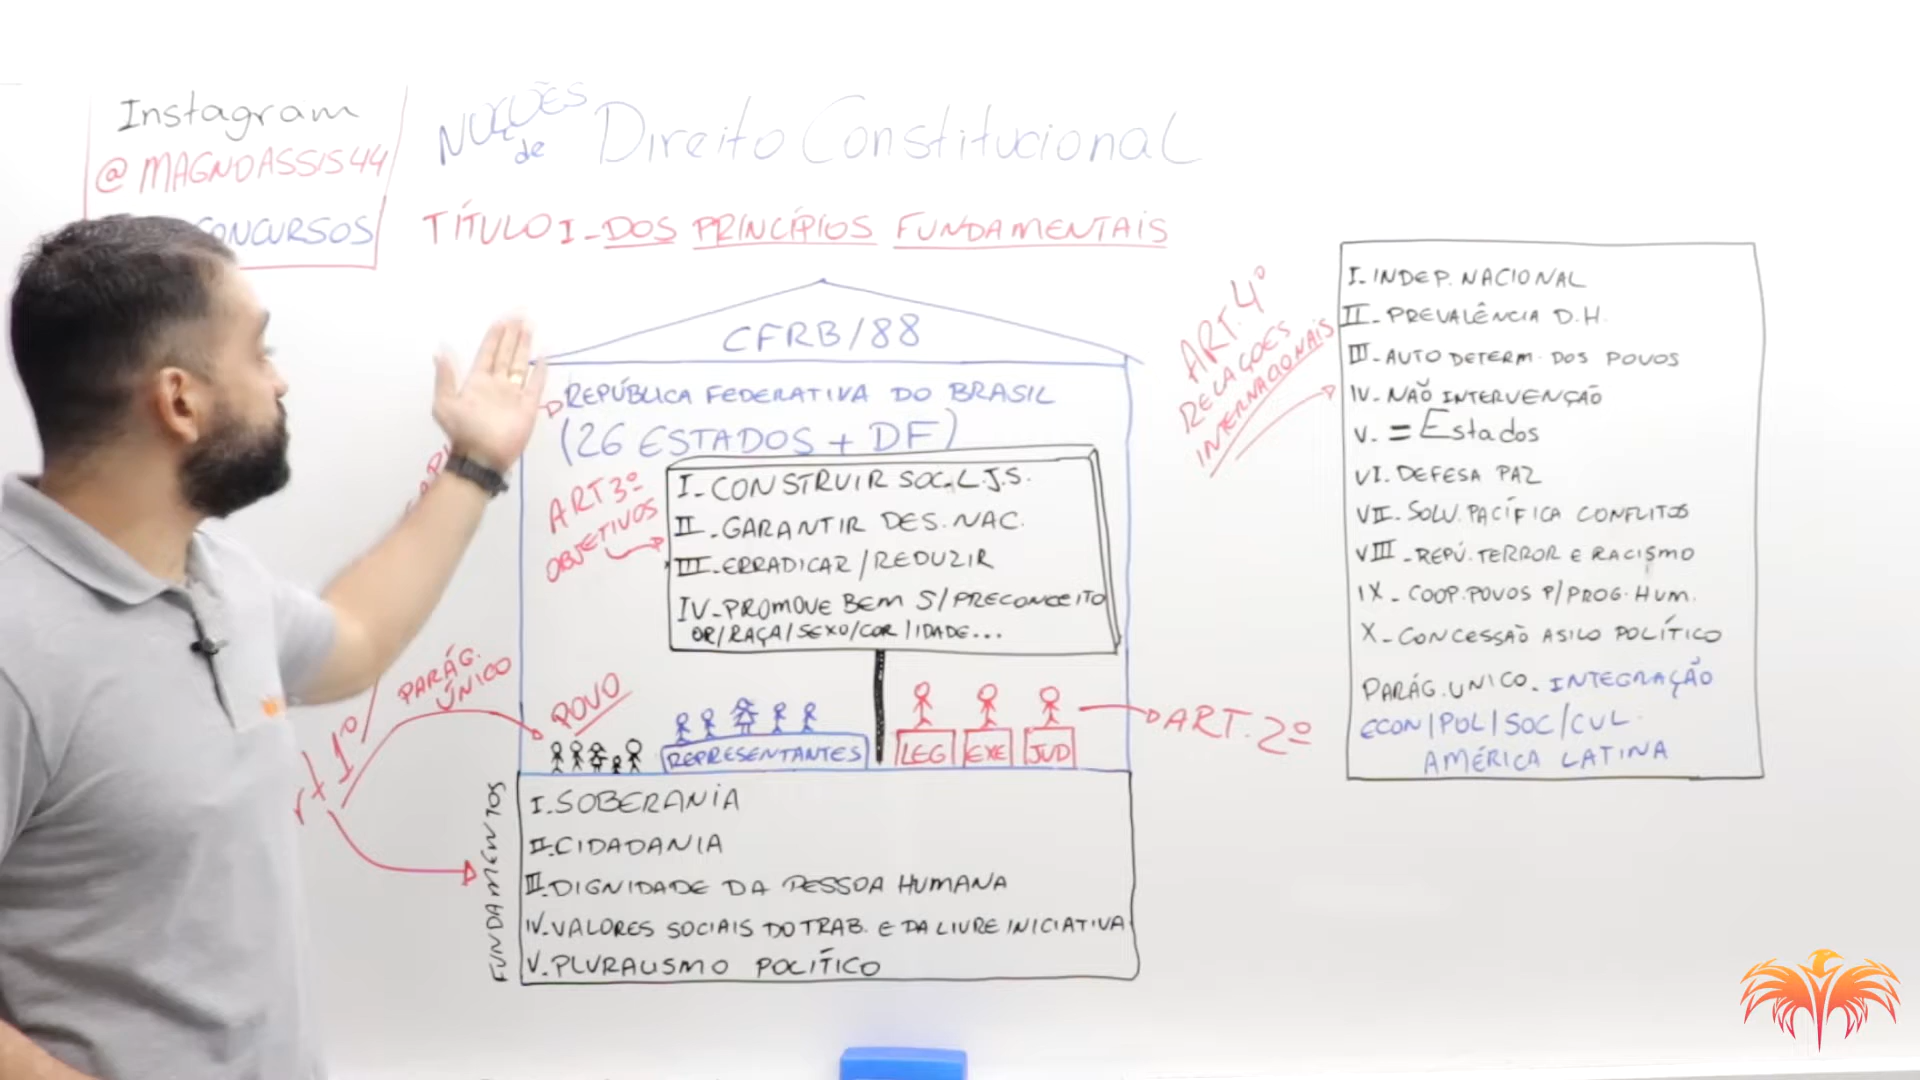 Instagram
@MAGNOASSIS44
CONCURSOS
NOÇÕES
de
Direito Constitucional
TÍTULO I - DOS PRINCÍPIOS FUNDAMENTAIS
CFRB/88
REPÚBLICA FEDERATIVA DO BRASIL
(26 ESTADOS + DF)
ART 3º
OBJETIVOS
I - CONSTRUIR SOC. L.J.S.
II - GARANTIR DES. NAC.
III - ERRADICAR / REDUZIR
IV - PROMOVE BEM S/ PRECONCEITO
OR/RAÇA/SEXO/COR/IDADE...
PARÁG.
ÚNICO
POVO
REPRESENTANTES
LEG EXE JUD
ART. 2º
1º
FUNDAMENTOS
I. SOBERANIA
II. CIDADANIA
III. DIGNIDADE DA PESSOA HUMANA
IV. VALORES SOCIAIS DO TRAB. E DA LIVRE INICIATIVA
V. PLURALISMO POLÍTICO
ART. 4º
RELAÇÕES
INTERNACIONAIS
I. INDEP. NACIONAL
II - PREVALÊNCIA D.H.
III - AUTO DETERM. DOS POVOS
IV - NÃO INTERVENÇÃO
V. = Estados
VI. DEFESA PAZ
VII - SOLU. PACÍFICA CONFLITOS
VIII - REPÚ. TERROR E RACISMO
IX - COOP. POVOS P/ PROG. HUM.
X - CONCESSÃO ASILO POLÍTICO
PARÁG. UNICO. INTEGRAÇÃO
ECON|POL|SOC/CUL.
AMÉRICA LATINA